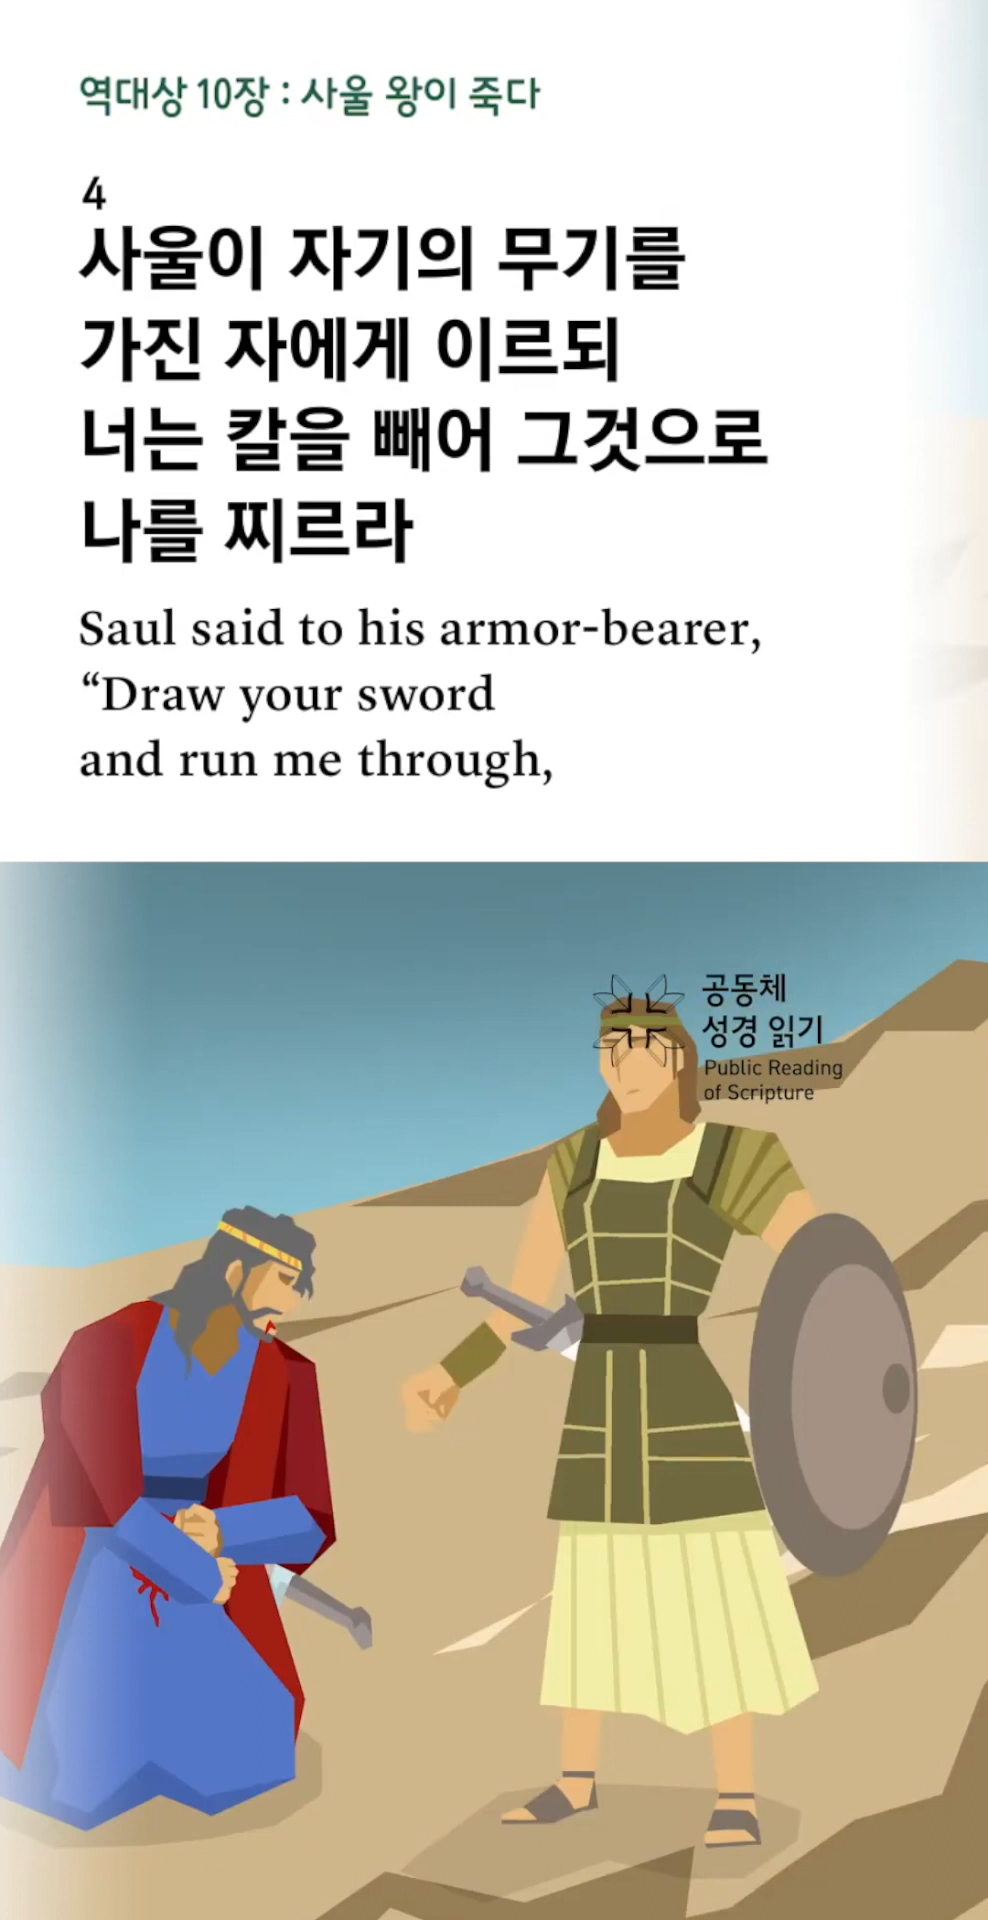 역대상 10장 : 사울 왕이 죽다
4
사울이 자기의 무기를
가진 자에게 이르되
너는 칼을 빼어 그것으로
나를 찌르라
Saul said to his armor-bearer,
“Draw your sword
and run me through,
공동체
성경 읽기
Public Reading
of Scripture